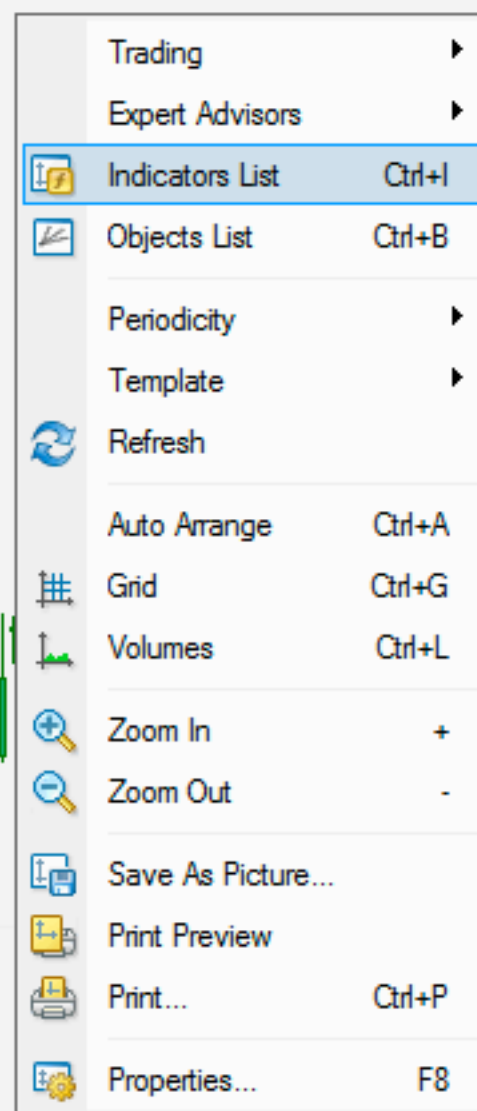 Trading
Expert Advisors
Indicators List Ctrl+I
Objects List Ctrl+B
Periodicity
Template
Refresh
Auto Arrange Ctrl+A
Grid Ctrl+G
Volumes Ctrl+L
Zoom In +
Zoom Out -
Save As Picture...
Print Preview
Print... Ctrl+P
Properties... F8